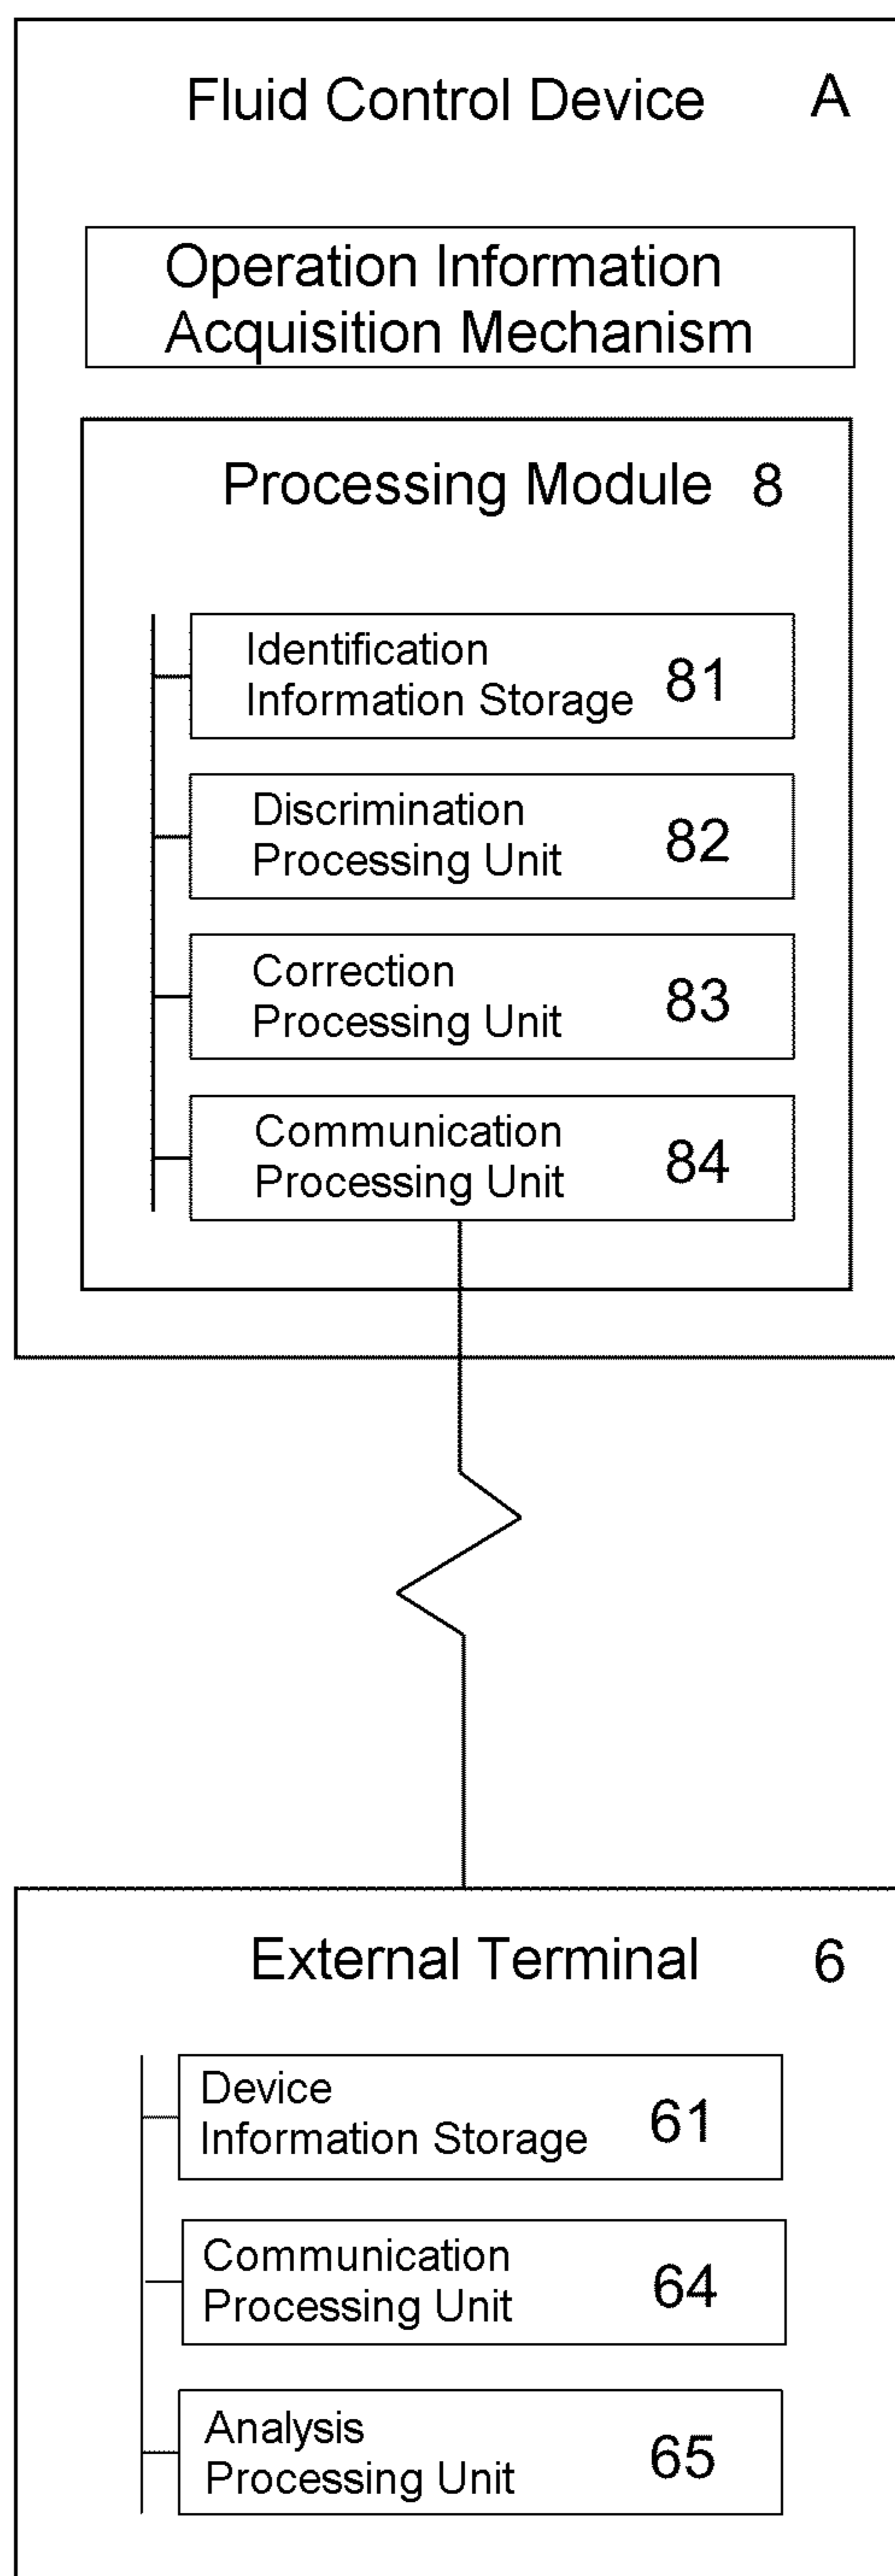 Fluid Control Device A
Operation Information
Acquisition Mechanism
Processing Module 8
Identification
Information Storage 81
Discrimination
Processing Unit 82
Correction
Processing Unit 83
Communication
Processing Unit 84
External Terminal 6
Device
Information Storage 61
Communication
Processing Unit 64
Analysis
Processing Unit 65